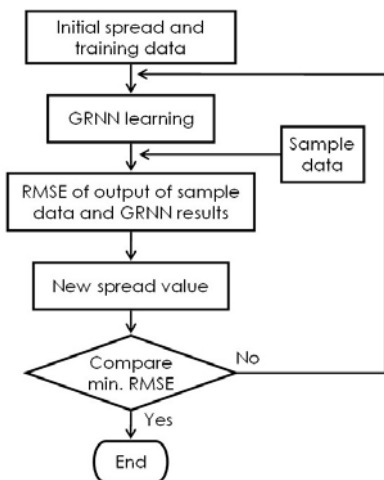 Initial spread and
training data
GRNN learning
Sample
data
RMSE of output of sample
data and GRNN results
New spread value
Compare
min. RMSE
No
Yes
End